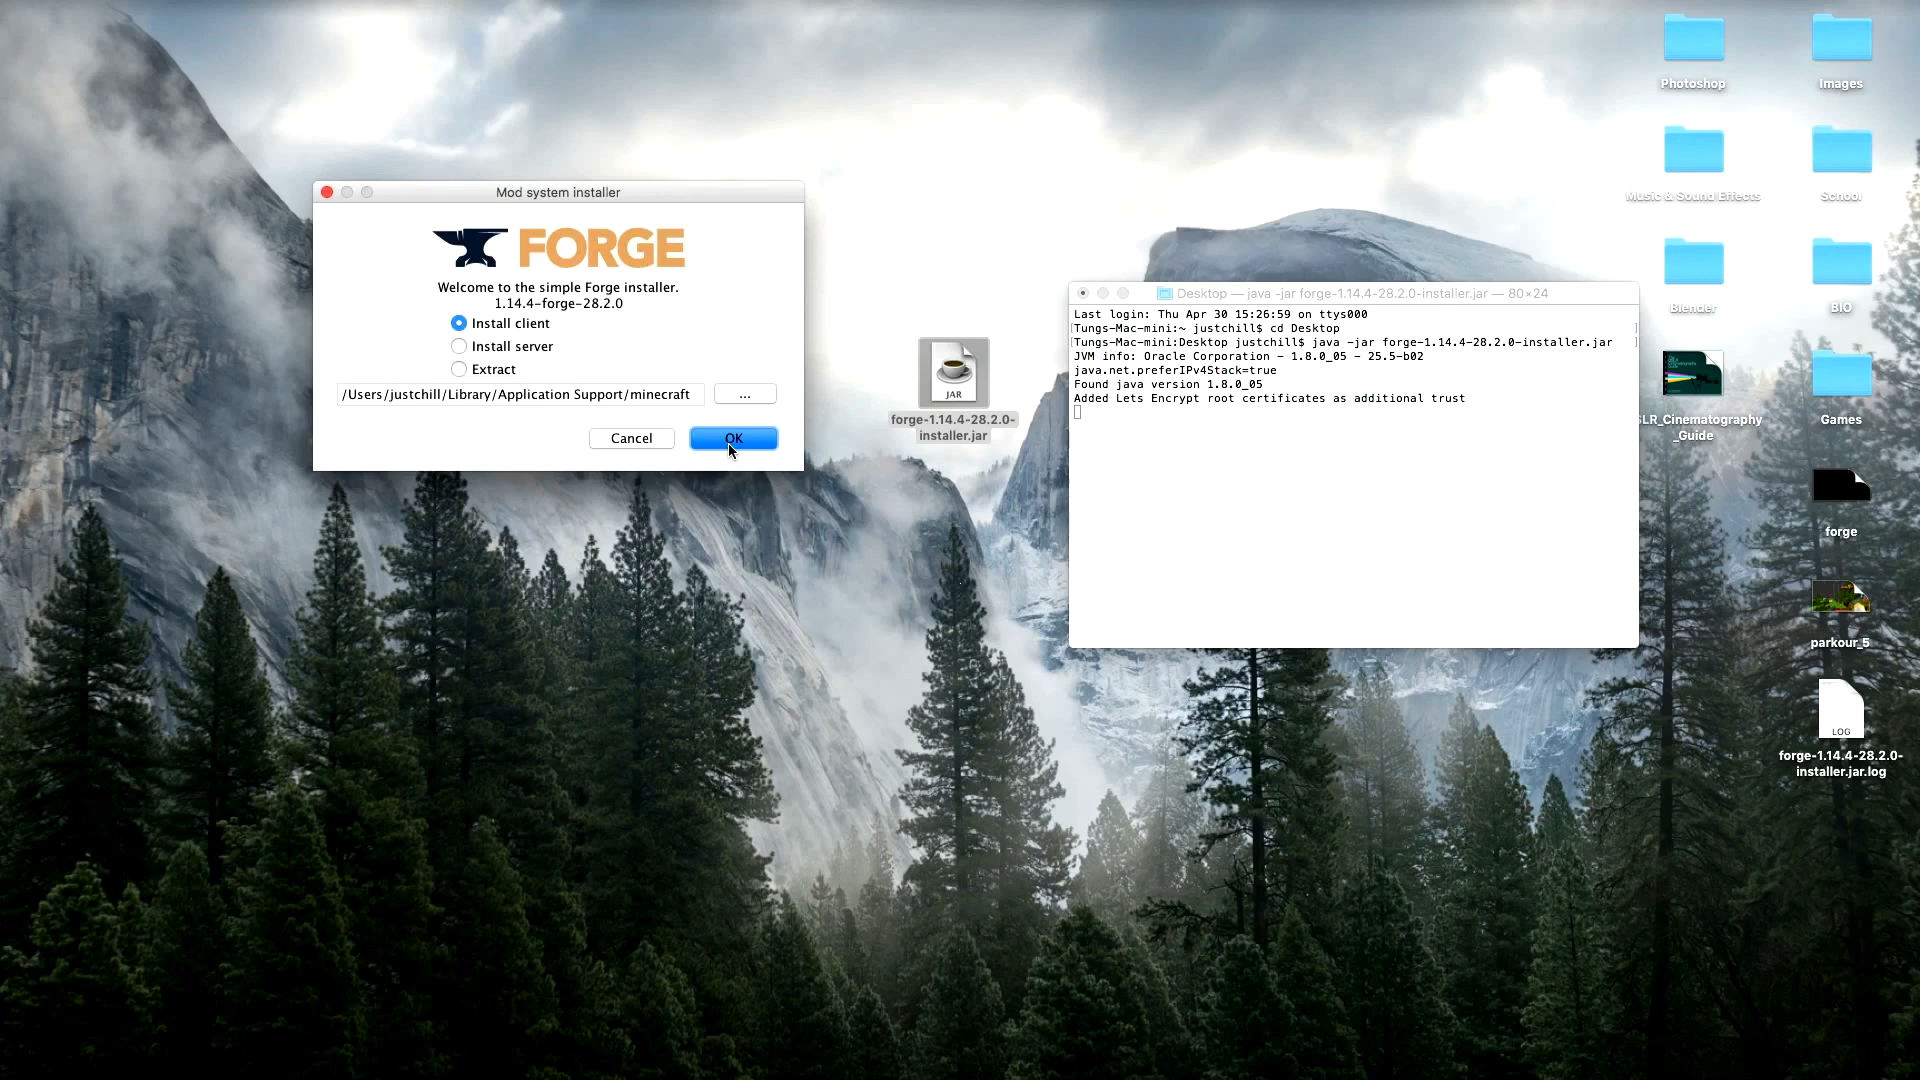 Mod system installer
FORGE
Welcome to the simple Forge installer.
1.14.4-forge-28.2.0
Install client
Install server
Extract
/Users/justchill/Library/Application Support/minecraft
...
Cancel
OK
JAR
forge-1.14.4-28.2.0-
installer.jar
Desktop — java -jar forge-1.14.4-28.2.0-installer.jar — 80×24
Last login: Thu Apr 30 15:26:59 on ttys000
[Tungs-Mac-mini:~ justchill$ cd Desktop ]
[Tungs-Mac-mini:Desktop justchill$ java -jar forge-1.14.4-28.2.0-installer.jar ]
JVM info: Oracle Corporation - 1.8.0_05 - 25.5-b02
java.net.preferIPv4Stack=true
Found java version 1.8.0_05
Added Lets Encrypt root certificates as additional trust
Photoshop
Images
Music & Sound Effects
School
Blender
BIO
SLR_Cinematography
_Guide
Games
forge
parkour_5
LOG
forge-1.14.4-28.2.0-
installer.jar.log